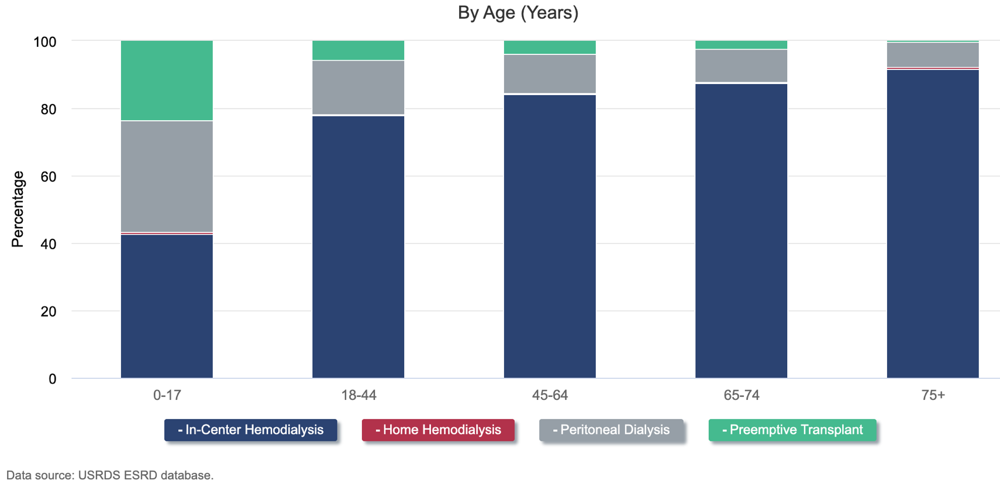 By Age (Years)
Percentage
100
80
60
40
20
0
0-17
18-44
45-64
65-74
75+
- In-Center Hemodialysis
- Home Hemodialysis
- Peritoneal Dialysis
- Preemptive Transplant
Data source: USRDS ESRD database.